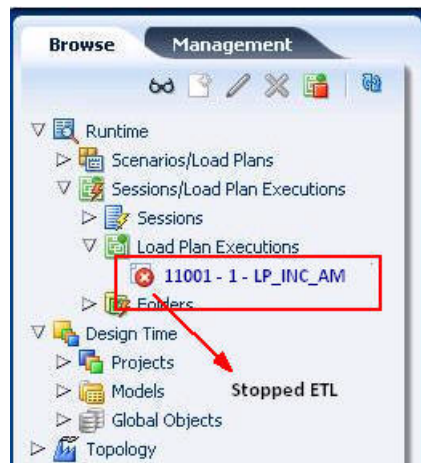 Browse Management
Runtime
Scenarios/Load Plans
Sessions/Load Plan Executions
Sessions
Load Plan Executions
11001 - 1 - LP_INC_AM
Folders
Design Time
Projects
Models Stopped ETL
Global Objects
Topology